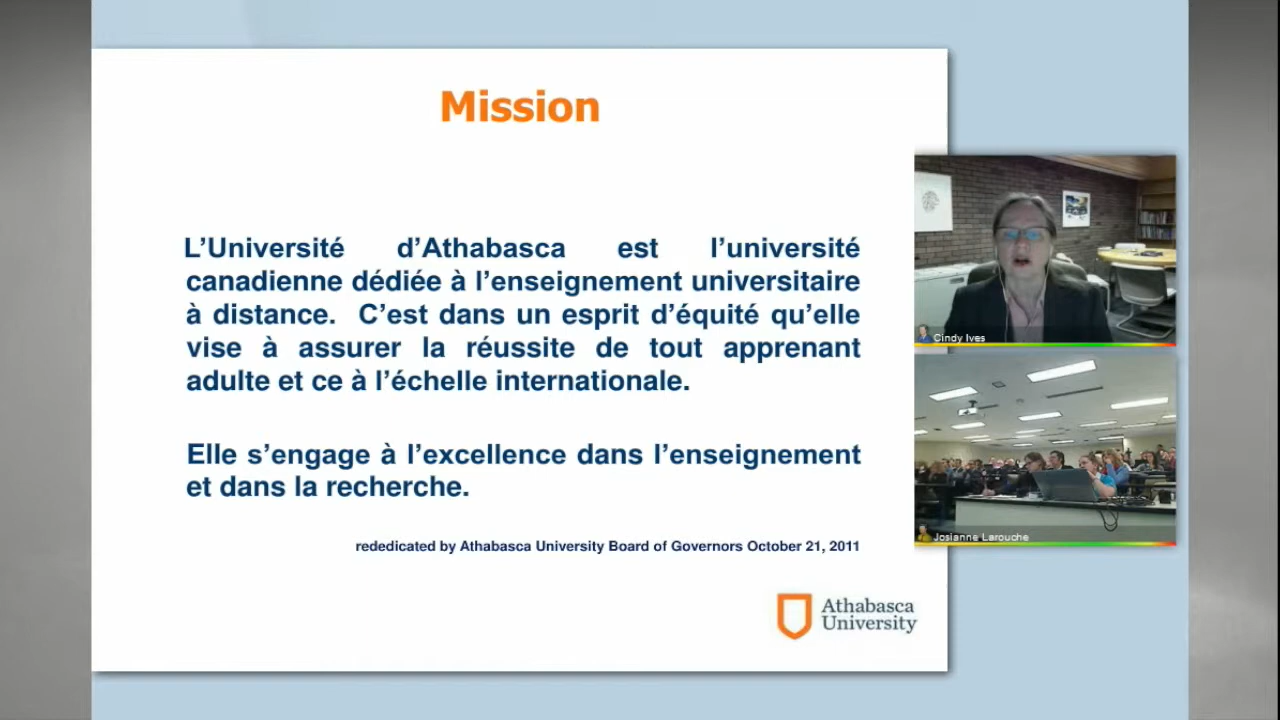 Mission
L’Université d’Athabasca est l’université
canadienne dédiée à l’enseignement universitaire
à distance. C’est dans un esprit d’équité qu’elle
vise à assurer la réussite de tout apprenant
adulte et ce à l’échelle internationale.
Elle s’engage à l’excellence dans l’enseignement
et dans la recherche.
rededicated by Athabasca University Board of Governors October 21, 2011
Athabasca
University
Cindy Ives
Josianne Larouche